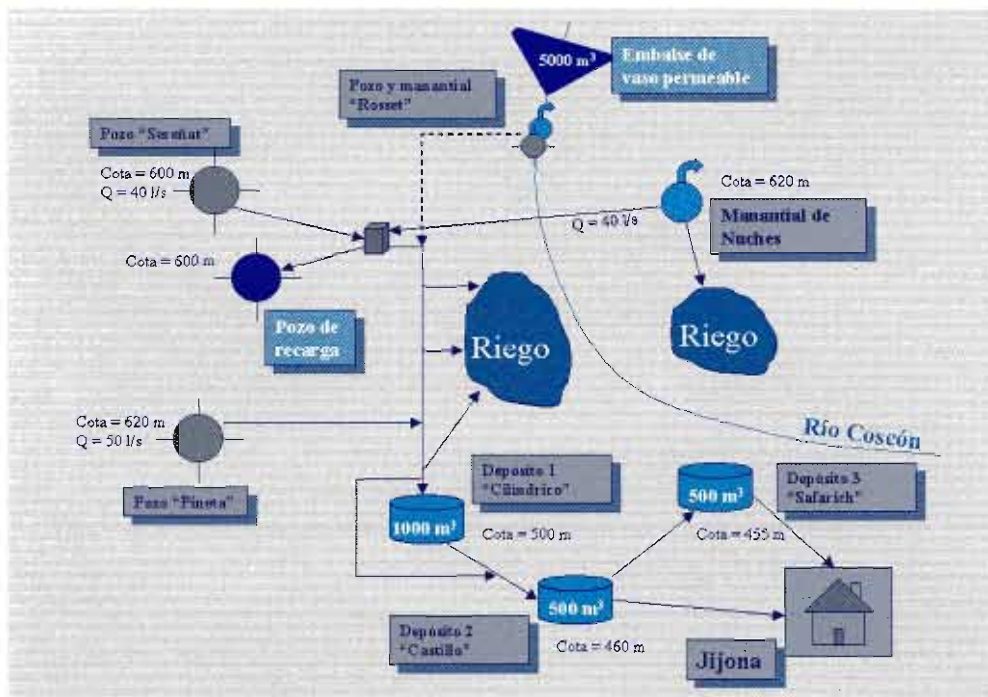 5000 m³
Embalse de
vaso permeable
Pozo y manantial
"Rosset"
Pozo "Sereñat"
Cota = 600 m
Q = 40 l/s
Cota = 620 m
Q = 40 l/s
Manantial de
Nuches
Cota = 600 m
Pozo de
recarga
Riego
Riego
Cota = 620 m
Q = 50 l/s
Río Coscón
Pozo "Pineta"
Depósito 1
"Cilíndrico"
Depósito 3
"Safarich"
1000 m³
500 m³
Cota = 500 m
Cota = 455 m
500 m³
Depósito 2
"Castillo"
Cota = 460 m
Jijona